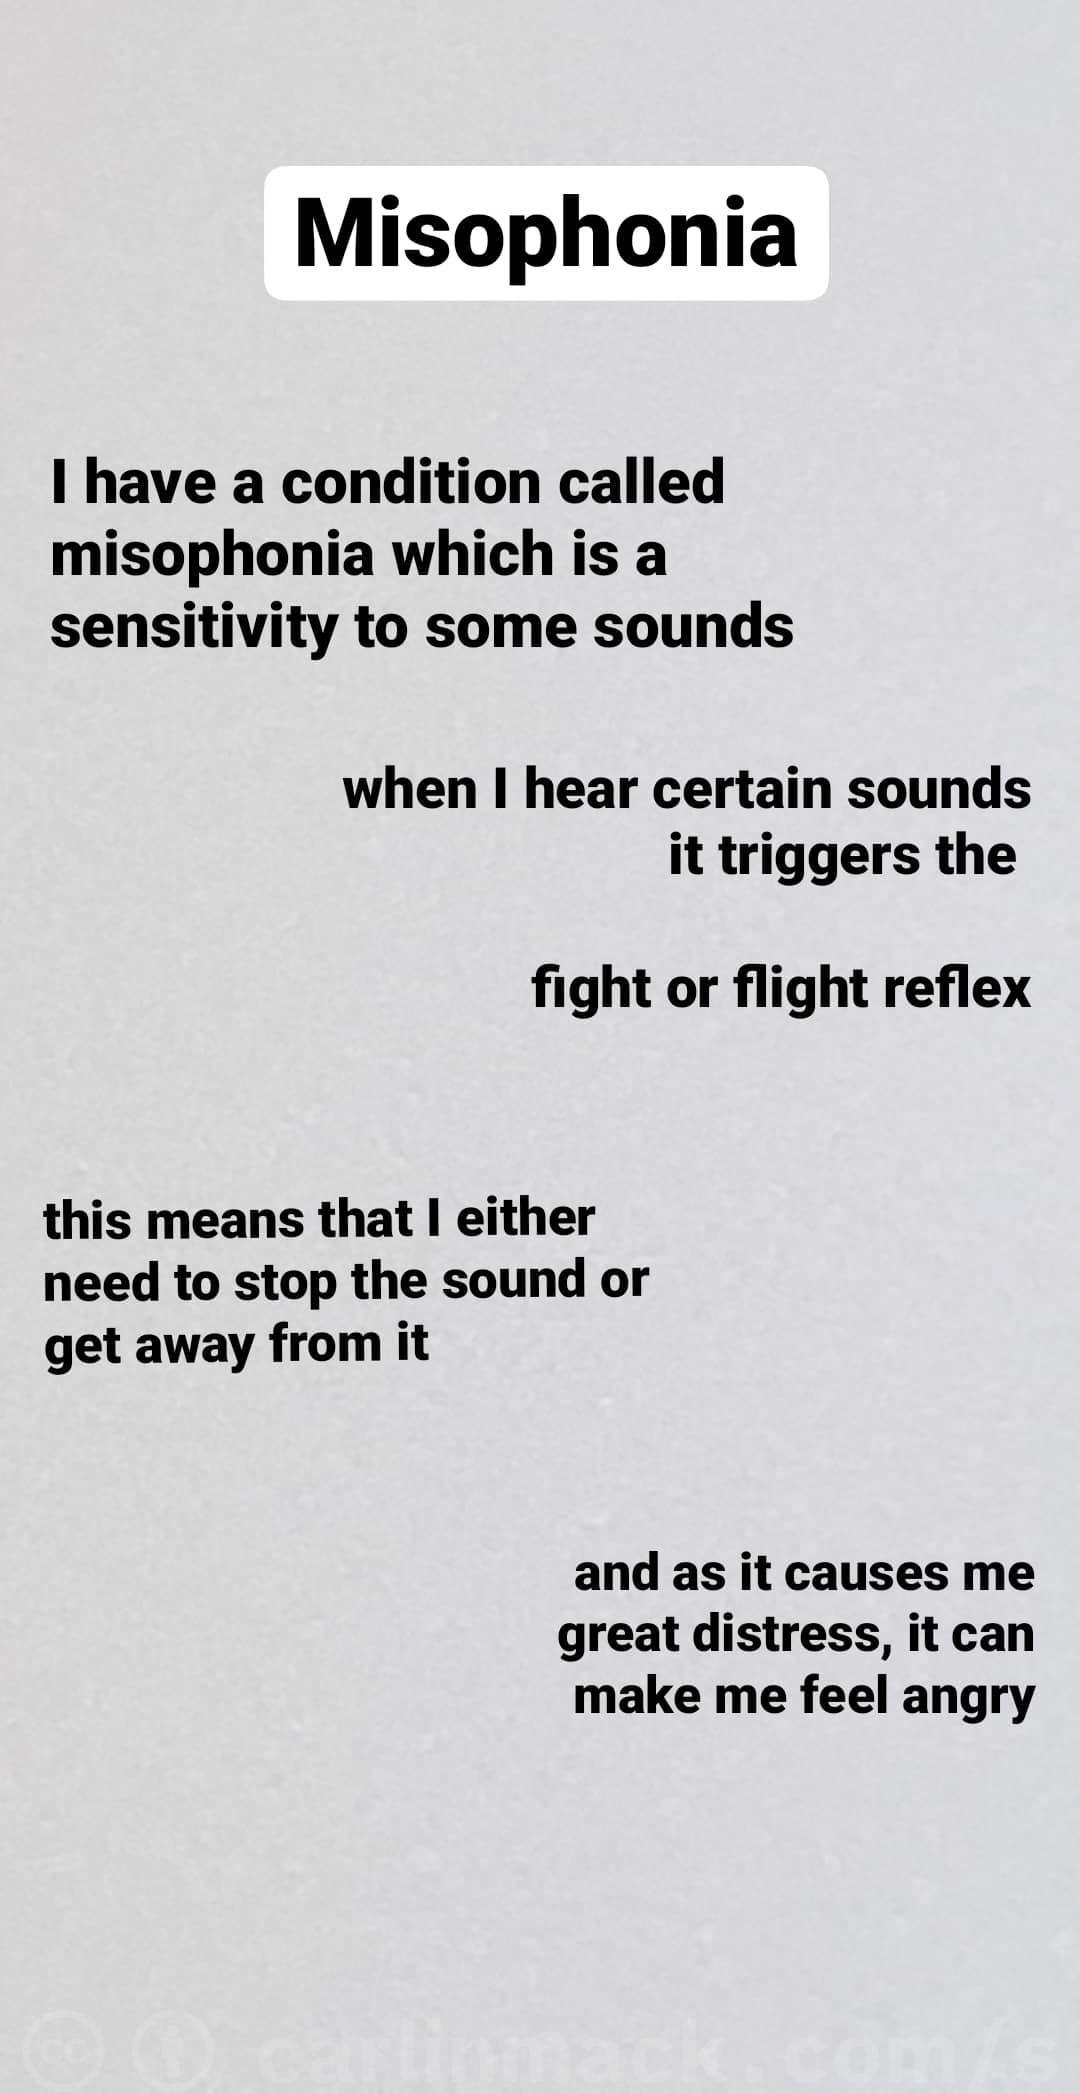 Misophonia
I have a condition called
misophonia which is a
sensitivity to some sounds
when I hear certain sounds
it triggers the
fight or flight reflex
this means that I either
need to stop the sound or
get away from it
and as it causes me
great distress, it can
make me feel angry
carlinmack.com/s